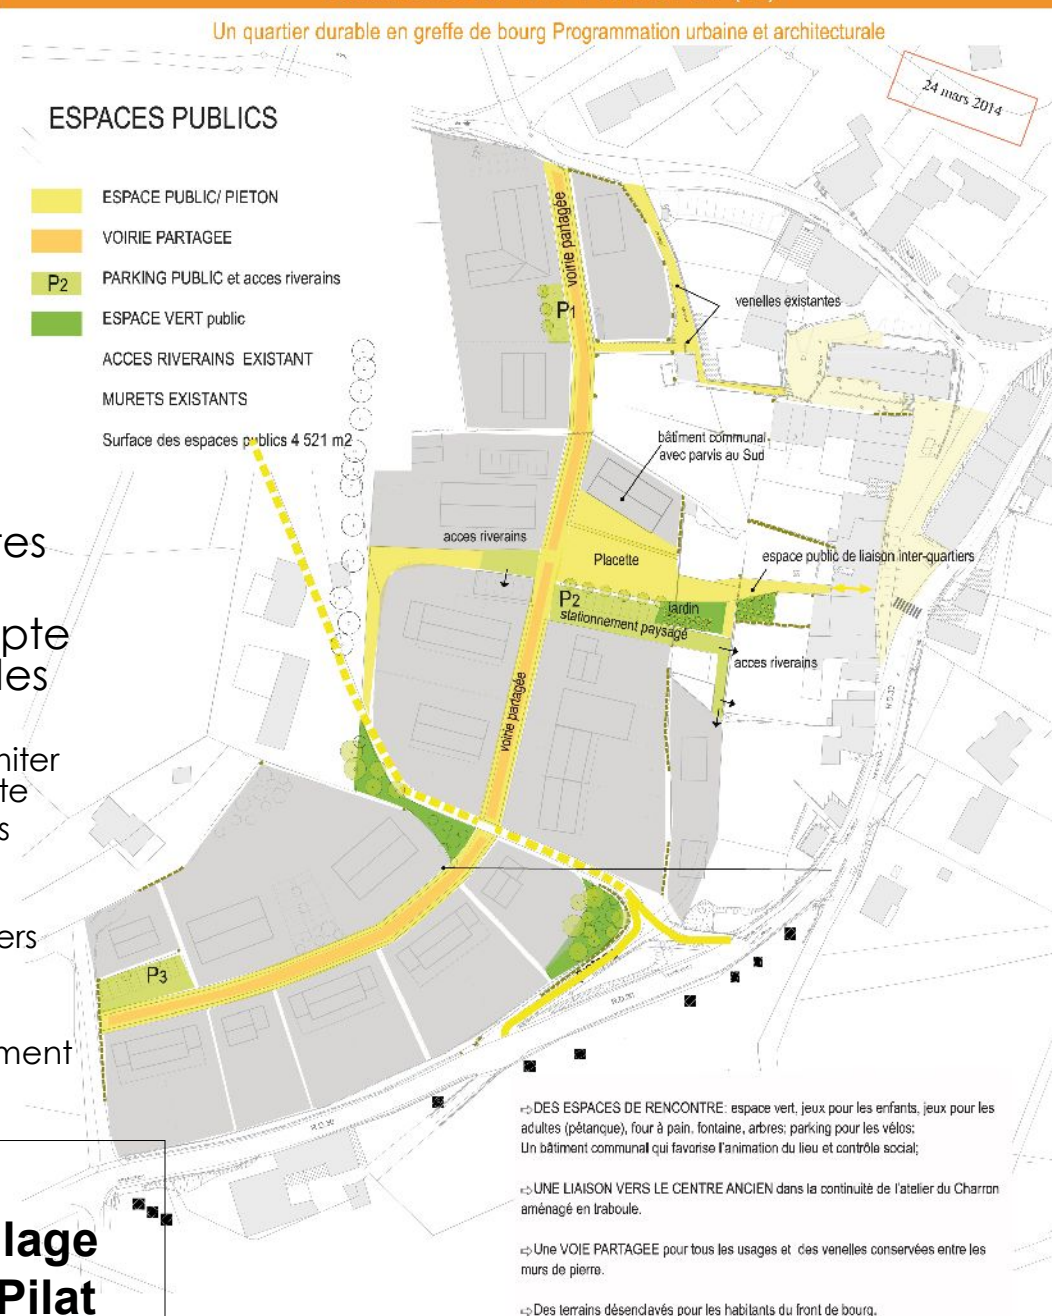 Un quartier durable en greffe de bourg Programmation urbaine et architecturale
24 mars 2014
ESPACES PUBLICS
ESPACE PUBLIC/ PIETON
VOIRIE PARTAGEE
P2
PARKING PUBLIC et acces riverains
ESPACE VERT public
ACCES RIVERAINS EXISTANT
MURETS EXISTANTS
Surface des espaces publics 4 521 m2
voirie partagée
P1
venelles existantes
bâtiment communal
avec parvis au Sud
acces riverains
Placette
espace public de liaison inter-quartiers
P2
jardin
stationnement paysagé
acces riverains
voirie partagée
P3
R.D.30
R.D.30
tes
pte
les
niter
te
s
ers
ment
lage
Pilat
⇨DES ESPACES DE RENCONTRE: espace vert, jeux pour les enfants, jeux pour les
adultes (pétanque), four à pain, fontaine, arbres; parking pour les vélos;
Un bâtiment communal qui favorise l'animation du lieu et contrôle social;
⇨UNE LIAISON VERS LE CENTRE ANCIEN dans la continuité de l'atelier du Charron
aménagé en traboule.
⇨Une VOIE PARTAGEE pour tous les usages et des venelles conservées entre les
murs de pierre.
⇨Des terrains désenclavés pour les habitants du front de bourg.